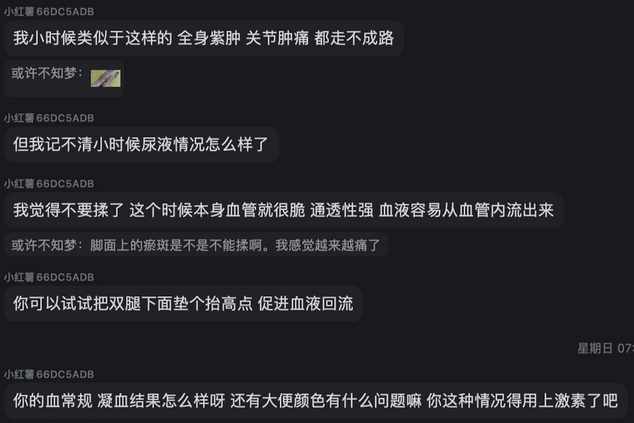 小红薯66DC5ADB
我小时候类似于这样的 全身紫肿 关节肿痛 都走不成路
或许不知梦：
小红薯66DC5ADB
但我记不清小时候尿液情况怎么样了
小红薯66DC5ADB
我觉得不要揉了 这个时候本身血管就很脆 通透性强 血液容易从血管内流出来
或许不知梦：脚面上的瘀斑是不是不能揉啊。我感觉越来越痛了
小红薯66DC5ADB
你可以试试把双腿下面垫个抬高点 促进血液回流
星期日 07:
小红薯66DC5ADB
你的血常规 凝血结果怎么样呀 还有大便颜色有什么问题嘛 你这种情况得用上激素了吧